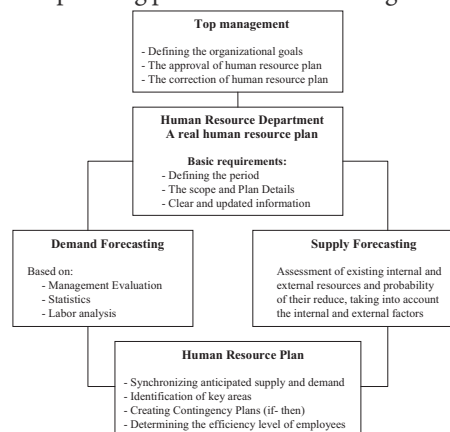 Top management
- Defining the organizational goals
- The approval of human resource plan
- The correction of human resource plan
Human Resource Department
A real human resource plan
Basic requirements:
- Defining the period
- The scope and Plan Details
- Clear and updated information
Demand Forecasting
Based on:
- Management Evaluation
- Statistics
- Labor analysis
Supply Forecasting
Assessment of existing internal and
external resources and probability
of their reduce, taking into account
the internal and external factors
Human Resource Plan
- Synchronizing anticipated supply and demand
- Identification of key areas
- Creating Contingency Plans (if- then)
- Determining the efficiency level of employees